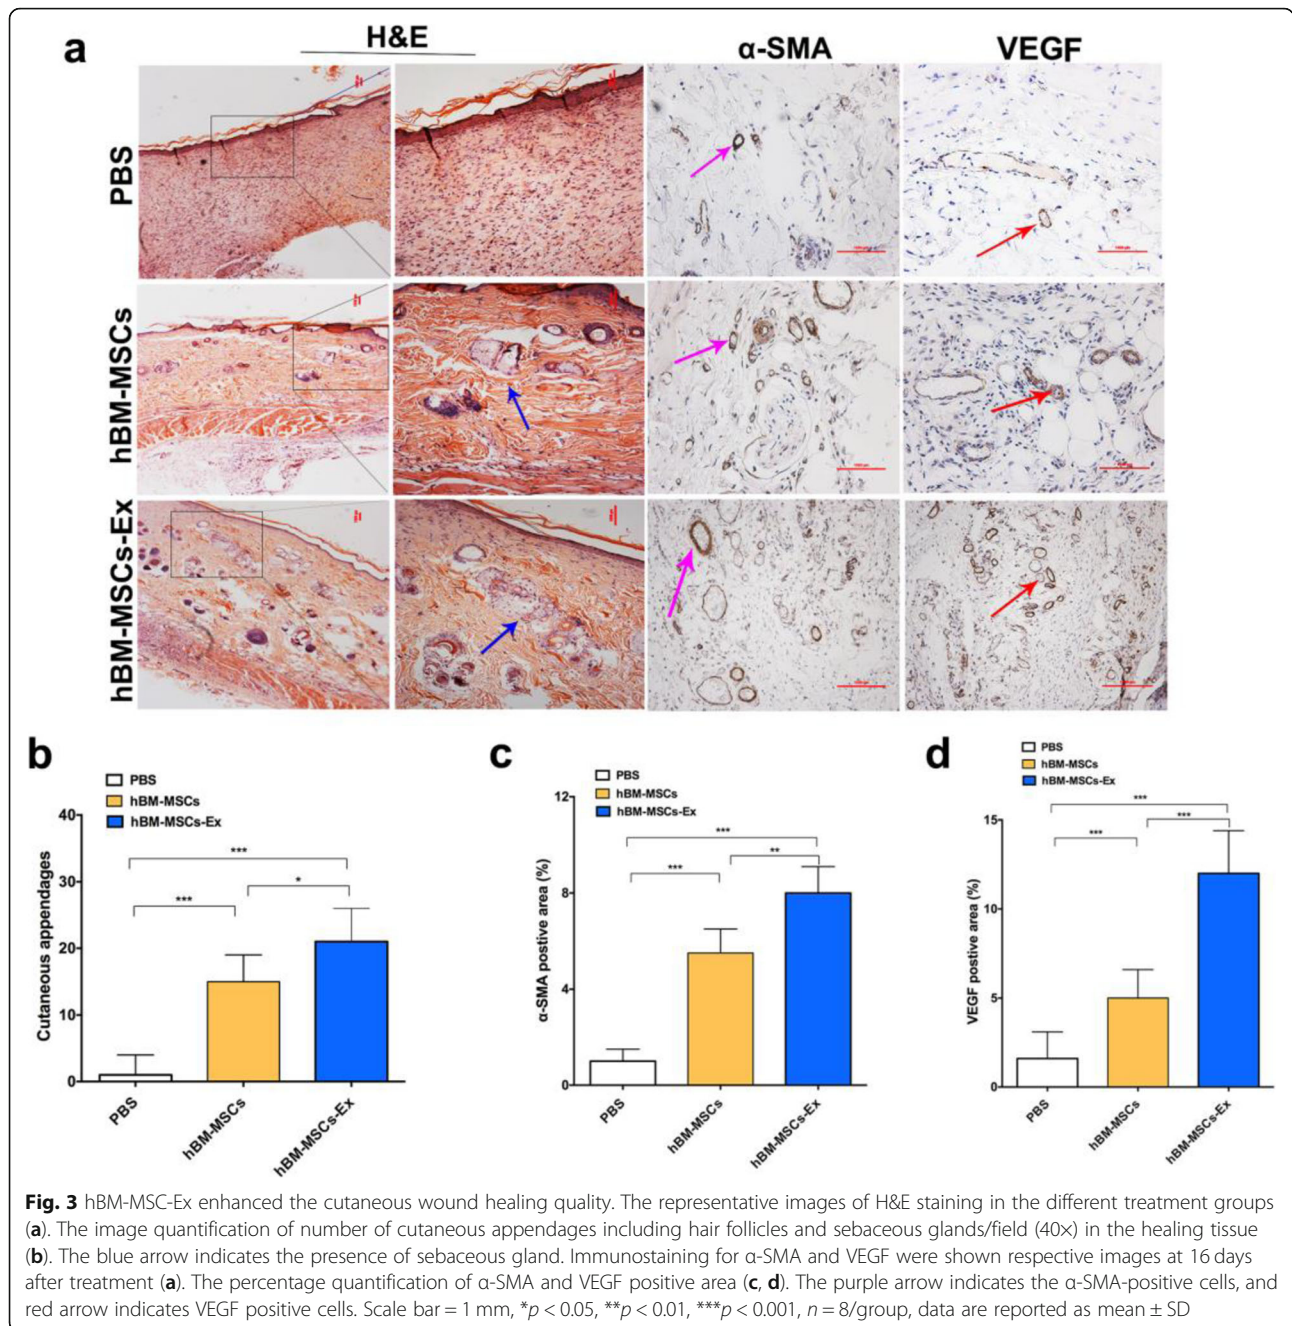 a
H&E
α-SMA
VEGF
PBS
hBM-MSCs
hBM-MSCs-Ex
b
PBS
hBM-MSCs
hBM-MSCs-Ex
Cutaneous appendages
40
30
20
10
0
***
***
*
PBS
hBM-MSCs
hBM-MSCs-Ex
c
PBS
hBM-MSCs
hBM-MSCs-Ex
α-SMA postive area (%)
12
8
4
0
***
***
**
PBS
hBM-MSCs
hBM-MSCs-Ex
d
PBS
hBM-MSCs
hBM-MSCs-Ex
VEGF postive area (%)
15
10
5
0
***
***
***
PBS
hBM-MSCs
hBM-MSCs-Ex
Fig. 3 hBM-MSC-Ex enhanced the cutaneous wound healing quality. The representative images of H&E staining in the different treatment groups
(a). The image quantification of number of cutaneous appendages including hair follicles and sebaceous glands/field (40×) in the healing tissue
(b). The blue arrow indicates the presence of sebaceous gland. Immunostaining for α-SMA and VEGF were shown respective images at 16 days
after treatment (a). The percentage quantification of α-SMA and VEGF positive area (c, d). The purple arrow indicates the α-SMA-positive cells, and
red arrow indicates VEGF positive cells. Scale bar = 1 mm, *p < 0.05, **p < 0.01, ***p < 0.001, n = 8/group, data are reported as mean ± SD